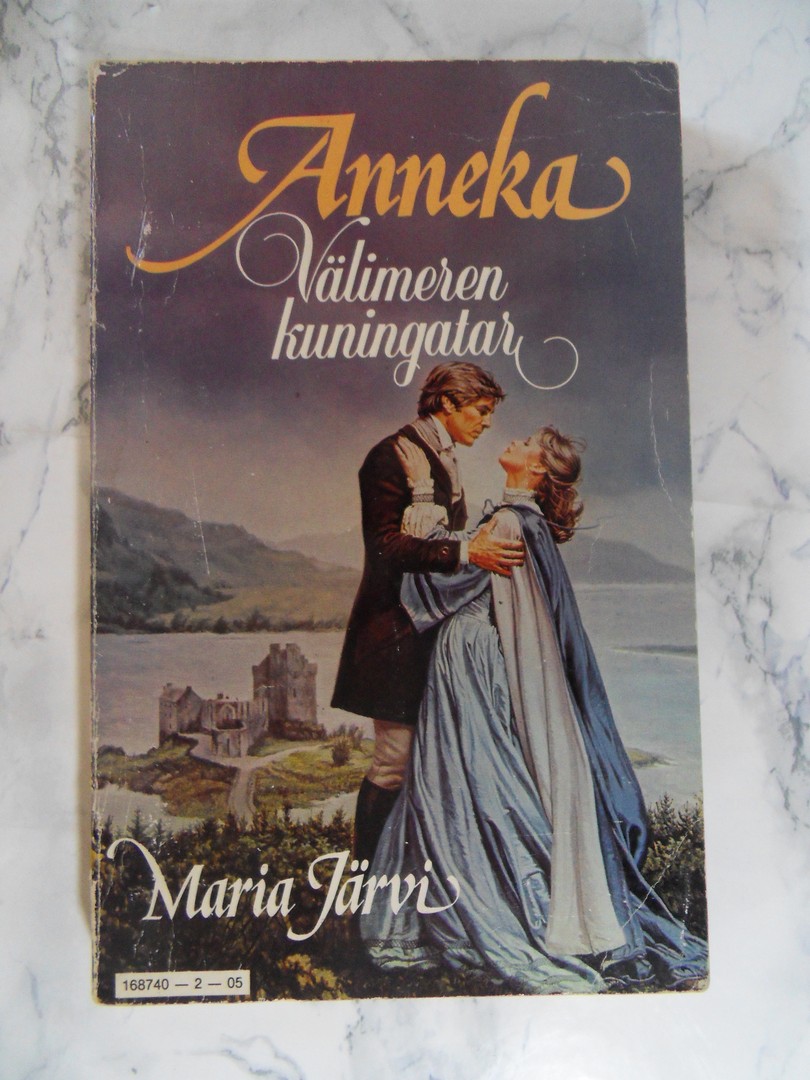 Anneka
Välimeren
kuningatar
Maria Järvi
168740 — 2 — 05